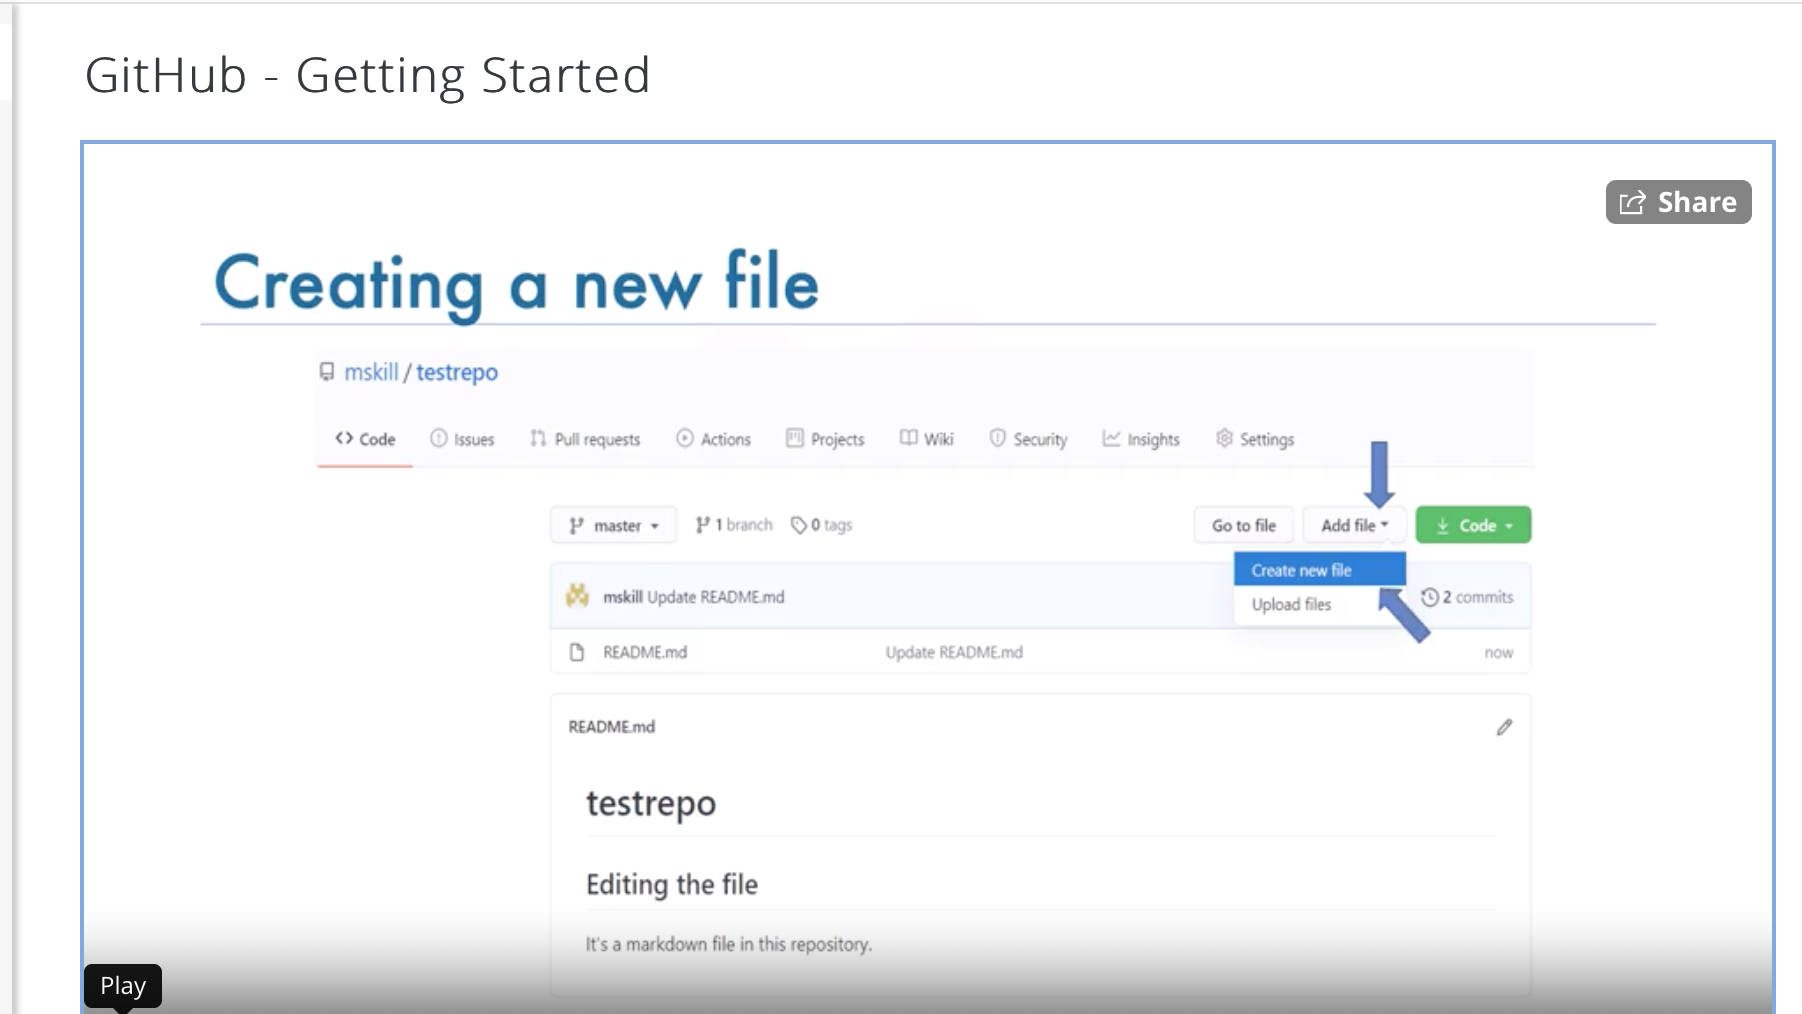 GitHub - Getting Started
Share
Creating a new file
mskill / testrepo
<> Code Issues Pull requests Actions Projects Wiki Security Insights Settings
master 1 branch 0 tags Go to file Add file Code
Create new file
mskill Update README.md 2 commits
Upload files
README.md Update README.md now
README.md
testrepo
Editing the file
It's a markdown file in this repository.
Play